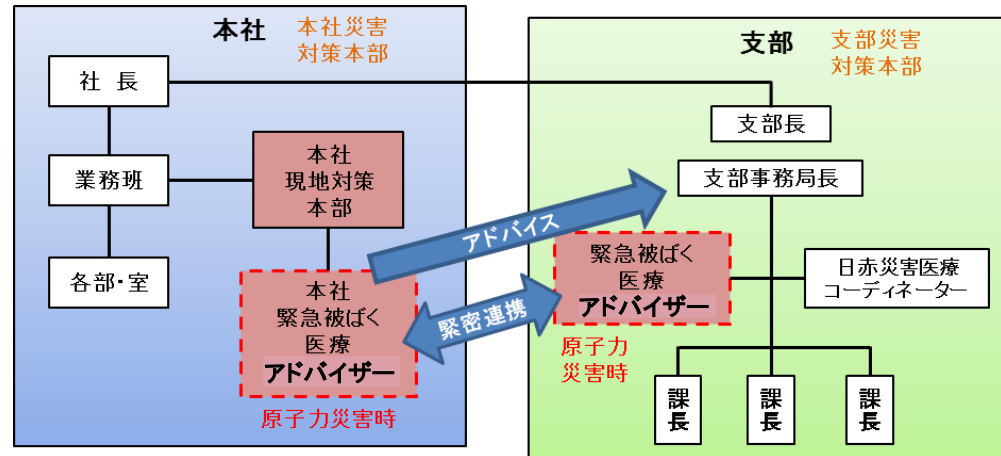 本社
本社災害
対策本部
社 長
業務班
各部・室
本社
現地対策
本部
本社
緊急被ばく
医療
アドバイザー
原子力災害時
アドバイス
緊密連携
支部
支部災害
対策本部
支部長
支部事務局長
緊急被ばく
医療
アドバイザー
原子力
災害時
日赤災害医療
コーディネーター
課長
課長
課長